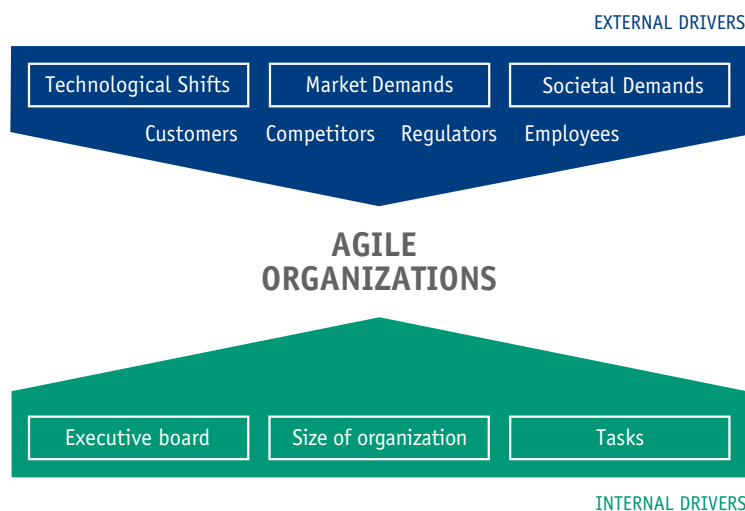 EXTERNAL DRIVERS
Technological Shifts Market Demands Societal Demands
Customers Competitors Regulators Employees
AGILE
ORGANIZATIONS
Executive board Size of organization Tasks
INTERNAL DRIVERS